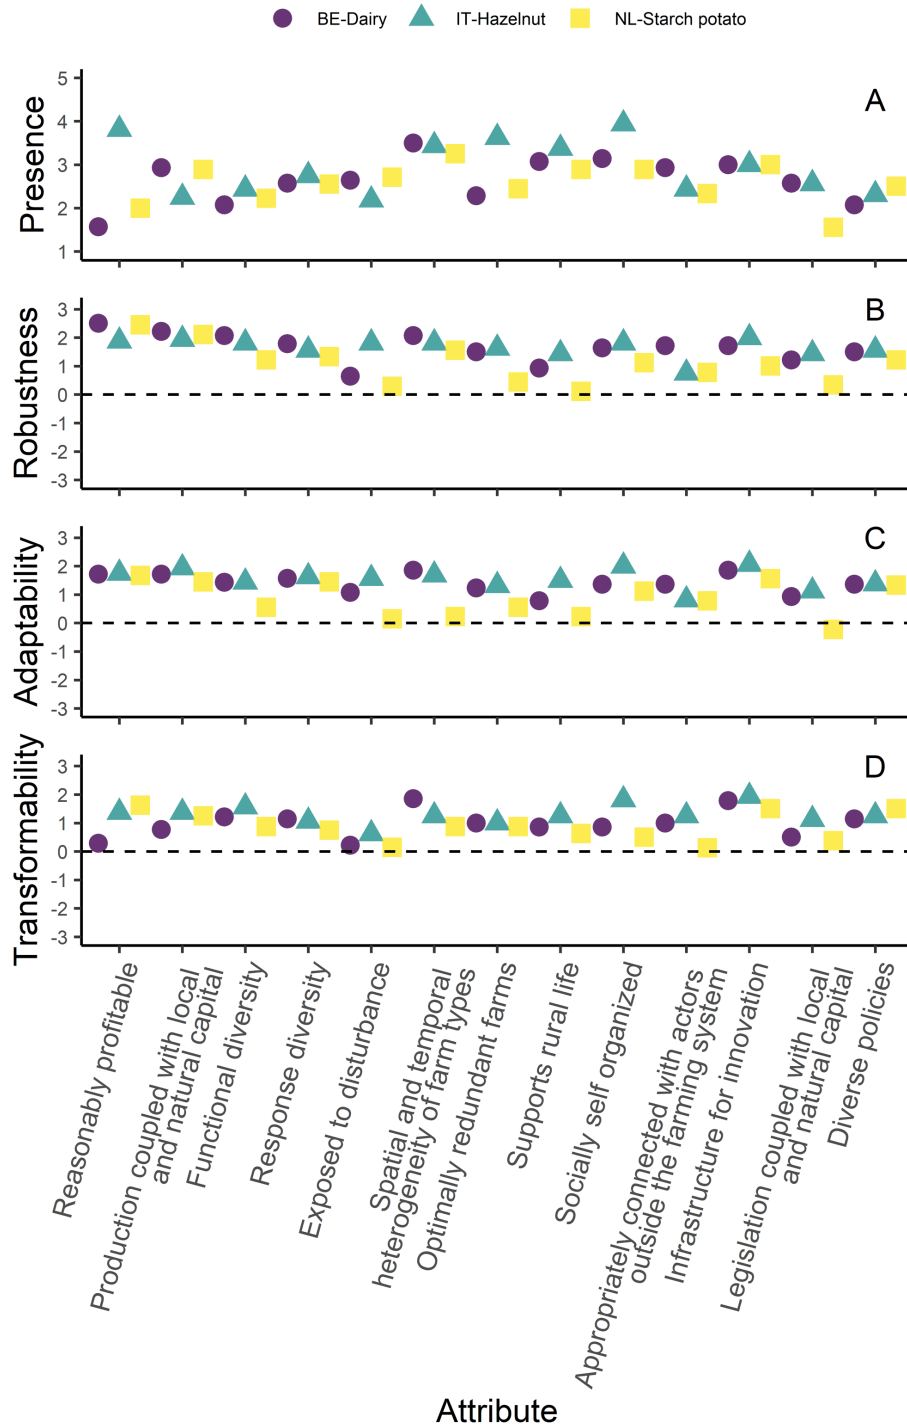 BE-Dairy IT-Hazelnut NL-Starch potato
A
Presence
5
4
3
2
1
B
Robustness
3
2
1
0
-1
-2
-3
C
Adaptability
3
2
1
0
-1
-2
-3
D
Transformability
3
2
1
0
-1
-2
-3
Reasonably profitable
Production coupled with local
and natural capital
Functional diversity
Response diversity
Exposed to disturbance
Spatial and temporal
heterogeneity of farm types
Optimally redundant farms
Supports rural life
Socially self organized
Appropriately connected with actors
outside the farming system
Infrastructure for innovation
Legislation coupled with local
and natural capital
Diverse policies
Attribute